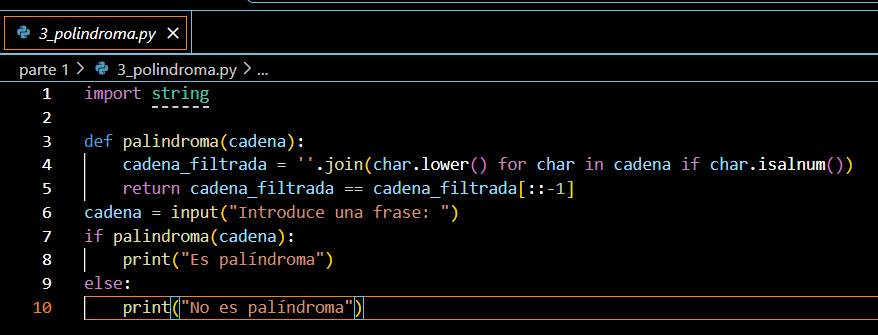 3_polindroma.py ×
parte 1 > 3_polindroma.py > ...
1 import string
2
3 def palindroma(cadena):
4     cadena_filtrada = ''.join(char.lower() for char in cadena if char.isalnum())
5     return cadena_filtrada == cadena_filtrada[::-1]
6 cadena = input("Introduce una frase: ")
7 if palindroma(cadena):
8     print("Es palíndroma")
9 else:
10     print("No es palíndroma")